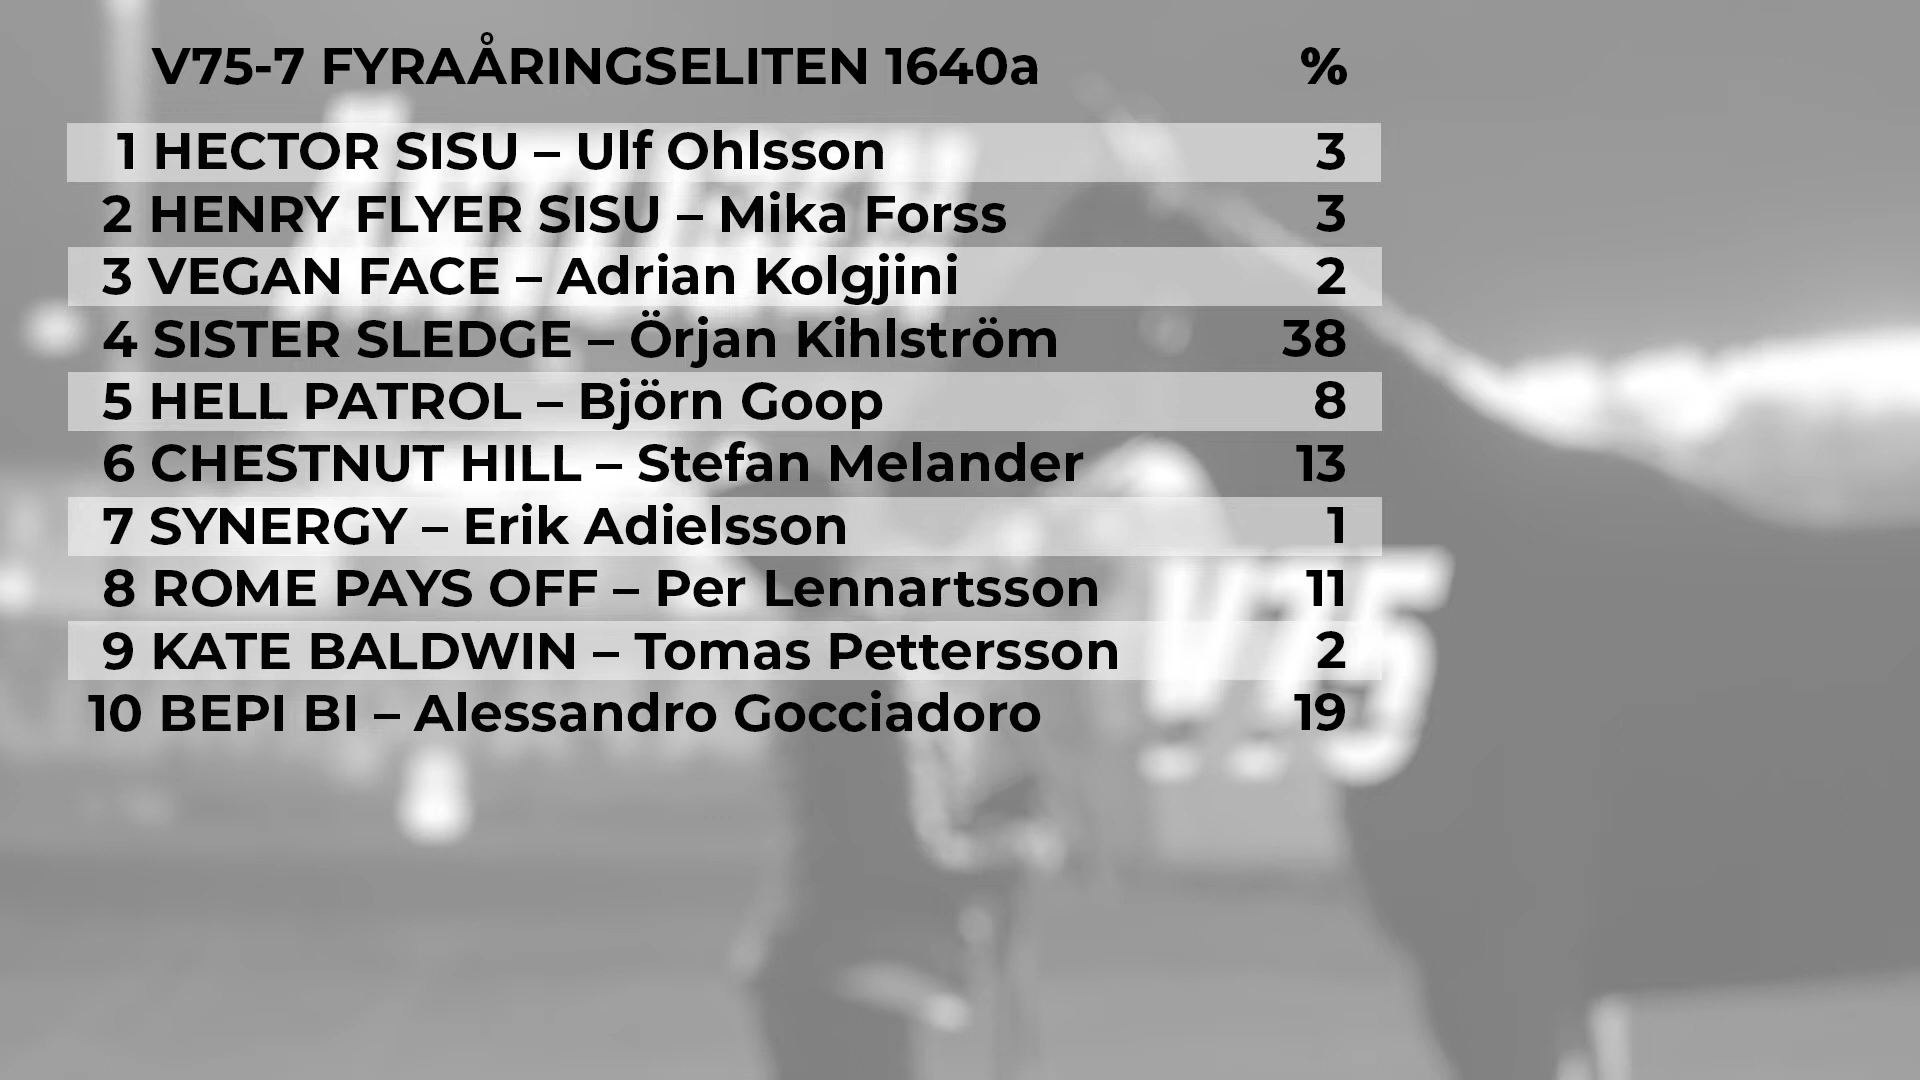 V75-7 FYRAÅRINGSELITEN 1640a %
1 HECTOR SISU – Ulf Ohlsson 3
2 HENRY FLYER SISU – Mika Forss 3
3 VEGAN FACE – Adrian Kolgjini 2
4 SISTER SLEDGE – Örjan Kihlström 38
5 HELL PATROL – Björn Goop 8
6 CHESTNUT HILL – Stefan Melander 13
7 SYNERGY – Erik Adielsson 1
8 ROME PAYS OFF – Per Lennartsson 11
9 KATE BALDWIN – Tomas Pettersson 2
10 BEPI BI – Alessandro Gocciadoro 19
V75